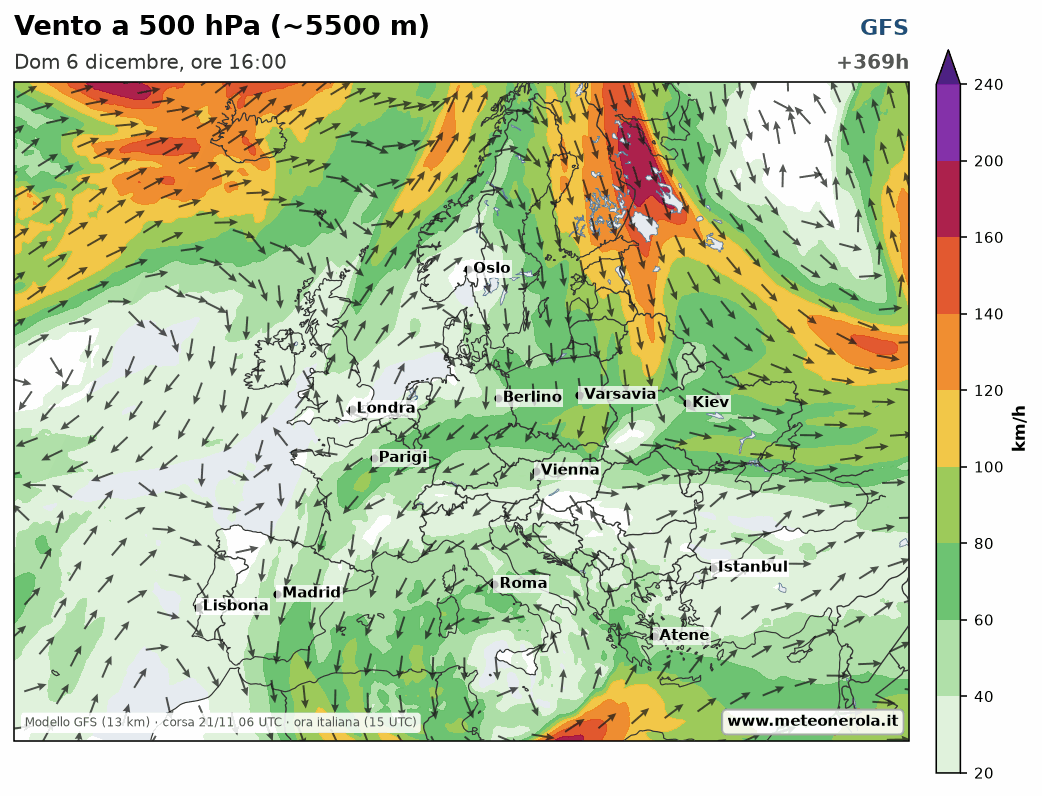 Vento a 500 hPa (~5500 m)
GFS
Dom 6 dicembre, ore 16:00
+369h
240
200
160
140
120
100
80
60
40
20
km/h
Oslo
Berlino
Varsavia
Kiev
Londra
Parigi
Vienna
Istanbul
Roma
Madrid
Lisbona
Atene
Modello GFS (13 km) · corsa 21/11 06 UTC · ora italiana (15 UTC)
www.meteonerola.it